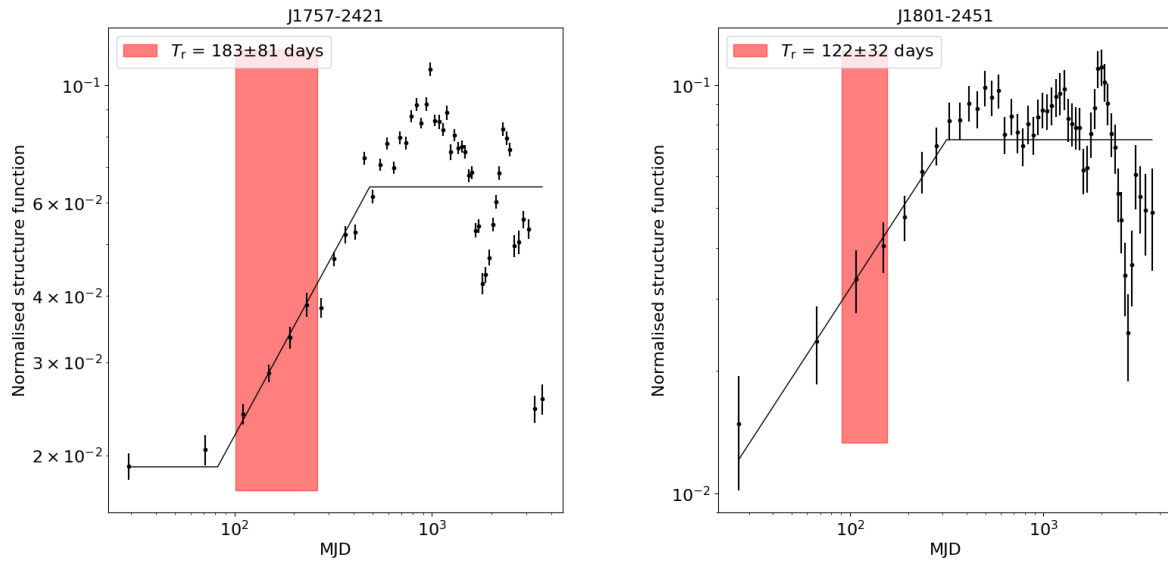 J1757-2421
T_r = 183±81 days
10^-1
6 × 10^-2
4 × 10^-2
3 × 10^-2
2 × 10^-2
Normalised structure function
10^2
10^3
MJD
J1801-2451
T_r = 122±32 days
10^-1
10^-2
Normalised structure function
10^2
10^3
MJD